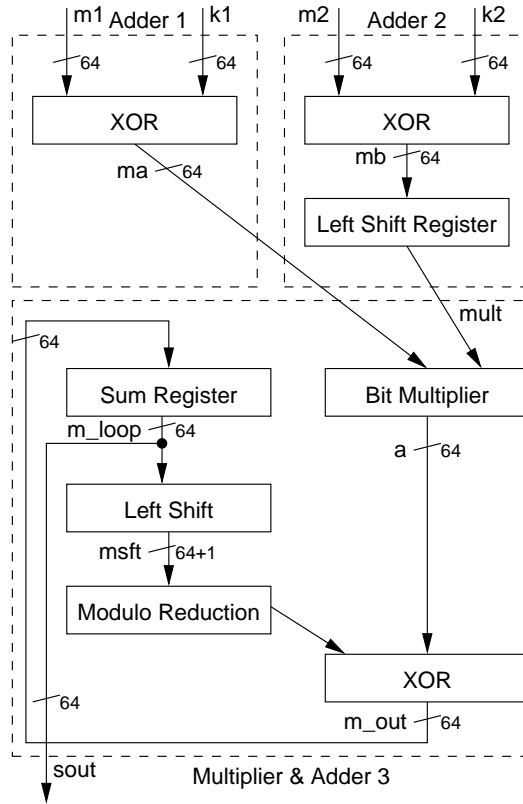 m1 Adder 1 k1 m2 Adder 2 k2
64 64 64 64
XOR XOR
ma 64 mb 64
Left Shift Register
mult
64
Sum Register Bit Multiplier
m_loop 64 a 64
Left Shift
msft 64+1
Modulo Reduction
XOR
64 m_out 64
sout Multiplier & Adder 3